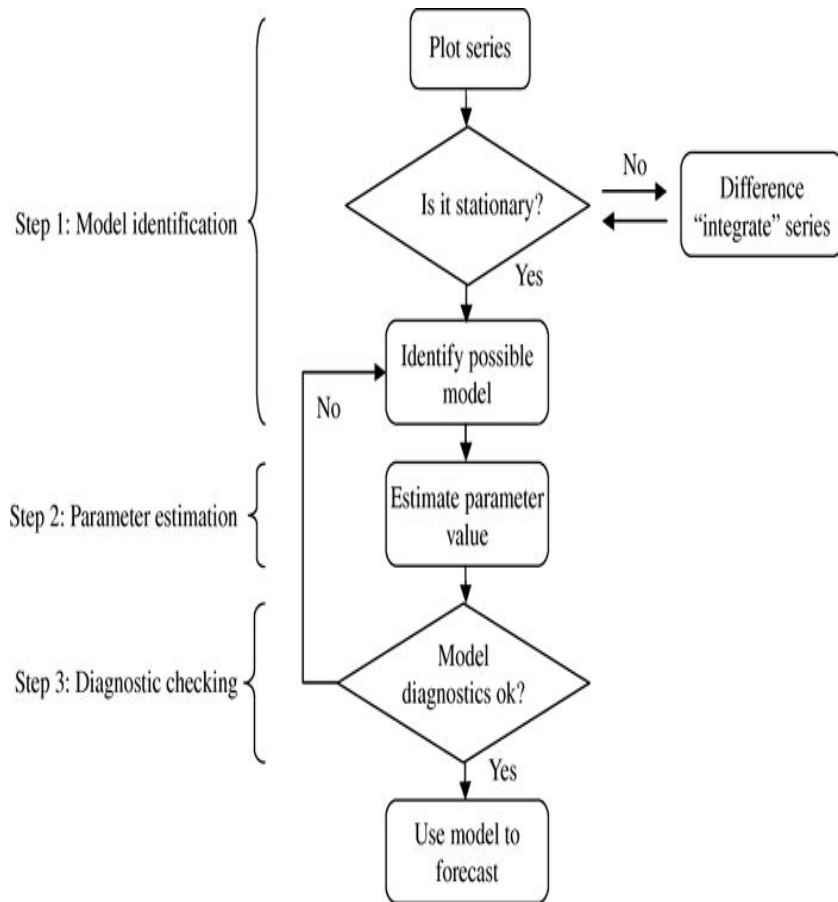 Plot series
Step 1: Model identification
Is it stationary?
No
Difference
“integrate” series
Yes
Identify possible
model
No
Step 2: Parameter estimation
Estimate parameter
value
Step 3: Diagnostic checking
Model
diagnostics ok?
Yes
Use model to
forecast